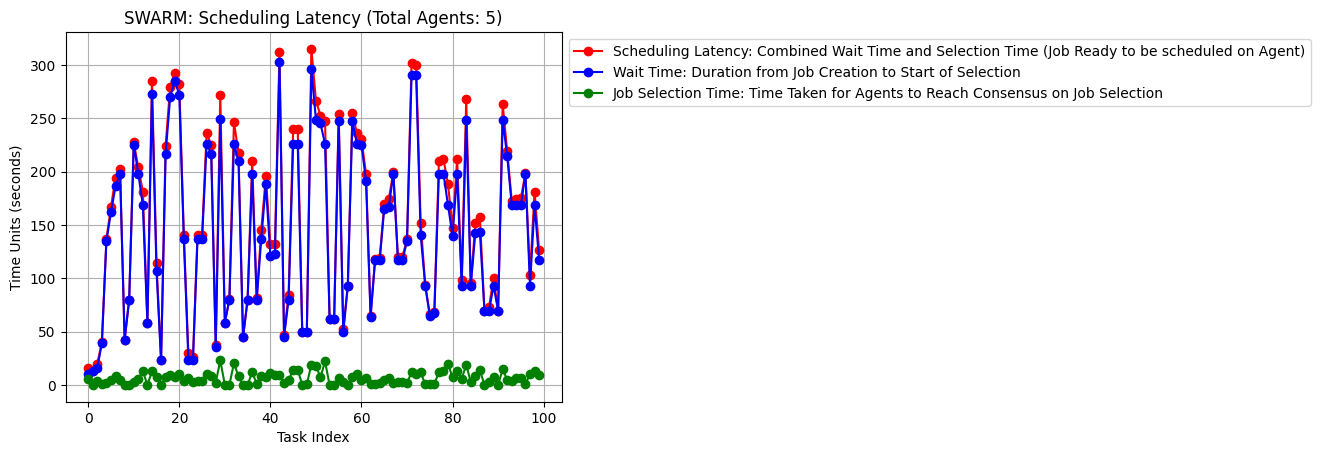 SWARM: Scheduling Latency (Total Agents: 5)
Scheduling Latency: Combined Wait Time and Selection Time (Job Ready to be scheduled on Agent)
Wait Time: Duration from Job Creation to Start of Selection
Job Selection Time: Time Taken for Agents to Reach Consensus on Job Selection
Time Units (seconds)
300
250
200
150
100
50
0
0 20 40 60 80 100
Task Index